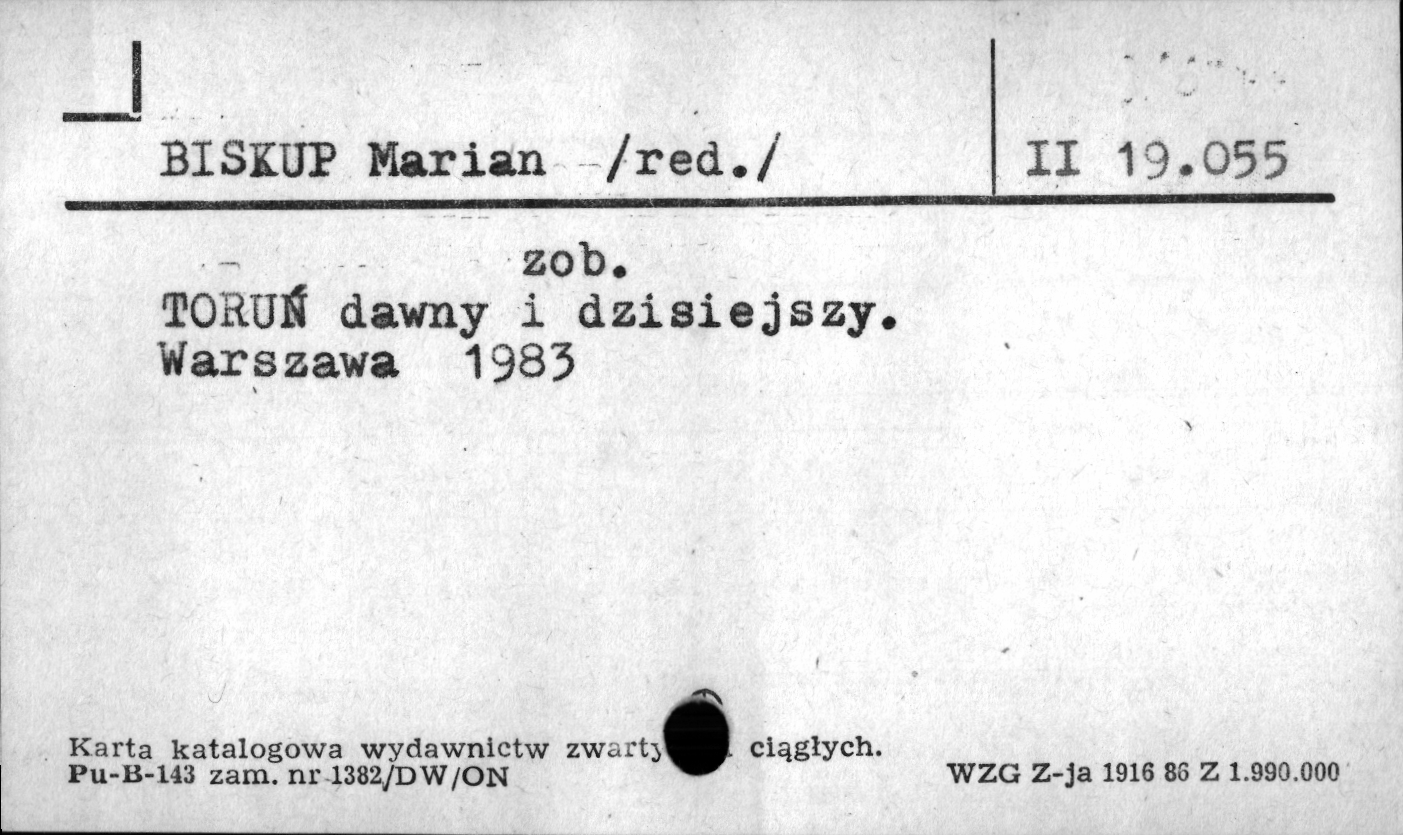 BISKUP Marian /red./ II 19.055
zob.
TORUŃ dawny i dzisiejszy.
Warszawa 1983
Karta katalogowa wydawnictw ciągłych.
Pu-B-143 zam. nr 1382/DW/ON
WZG Z-ja 1916 86 Z 1.990.000